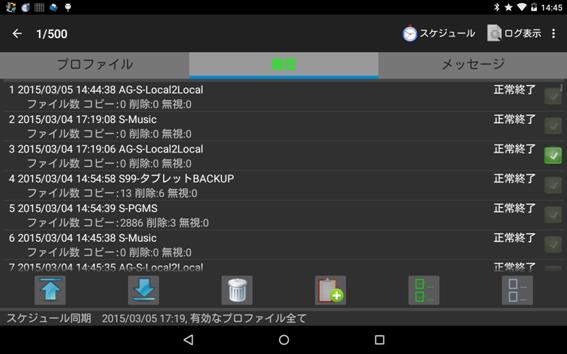 14:45
1/500
スケジュール
ログ表示
プロファイル
履歴
メッセージ
1 2015/03/05 14:44:38 AG-S-Local2Local 正常終了
ファイル数 コピー:0 削除:0 無視:0
2 2015/03/04 17:19:08 S-Music 正常終了
ファイル数 コピー:0 削除:0 無視:0
3 2015/03/04 17:19:06 AG-S-Local2Local 正常終了
ファイル数 コピー:0 削除:0 無視:0
4 2015/03/04 14:54:58 S99-タブレットBACKUP 正常終了
ファイル数 コピー:13 削除:6 無視:0
5 2015/03/04 14:54:39 S-PGMS 正常終了
ファイル数 コピー:2886 削除:3 無視:0
6 2015/03/04 14:45:38 S-Music 正常終了
ファイル数 コピー:0 削除:0 無視:0
7 2015/03/04 14:45:35 AG-S-Local2Local 正常終了
スケジュール同期 2015/03/05 17:19, 有効なプロファイル全て